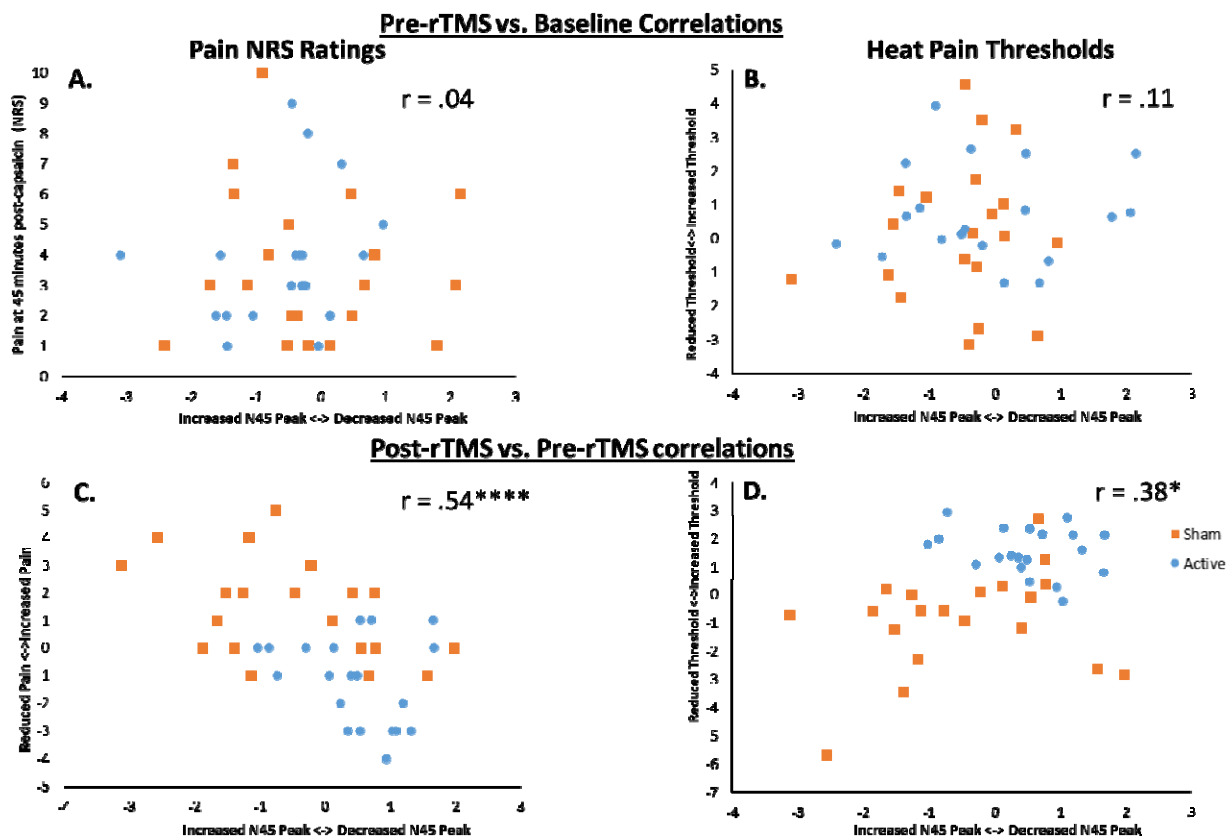 Pre-rTMS vs. Baseline Correlations
Pain NRS Ratings
Heat Pain Thresholds
A.
r = .04
Pain at 45 minutes post-capsaicin (NRS)
10
9
8
7
6
5
4
3
2
1
0
-4 -3 -2 -1 0 1 2 3
Increased N45 Peak <-> Decreased N45 Peak
B.
r = .11
Reduced Threshold<-> Increased Threshold
5
4
3
2
1
0
-1
-2
-3
-4
-4 -3 -2 -1 0 1 2 3
Increased N45 Peak <-> Decreased N45 Peak
Post-rTMS vs. Pre-rTMS correlations
C.
r = .54****
Reduced Pain <->Increased Pain
6
5
4
3
2
1
0
1
-2
-3
-4
-5
-4 -3 -2 -1 0 1 2 3
Increased N45 Peak <-> Decreased N45 Peak
D.
r = .38*
Reduced Threshold <->Increased Threshold
4
3
2
1
0
-1
-2
-3
-4
-5
-6
-7
-4 -3 -2 -1 0 1 2 3
Increased N45 Peak <-> Decreased N45 Peak
Sham
Active